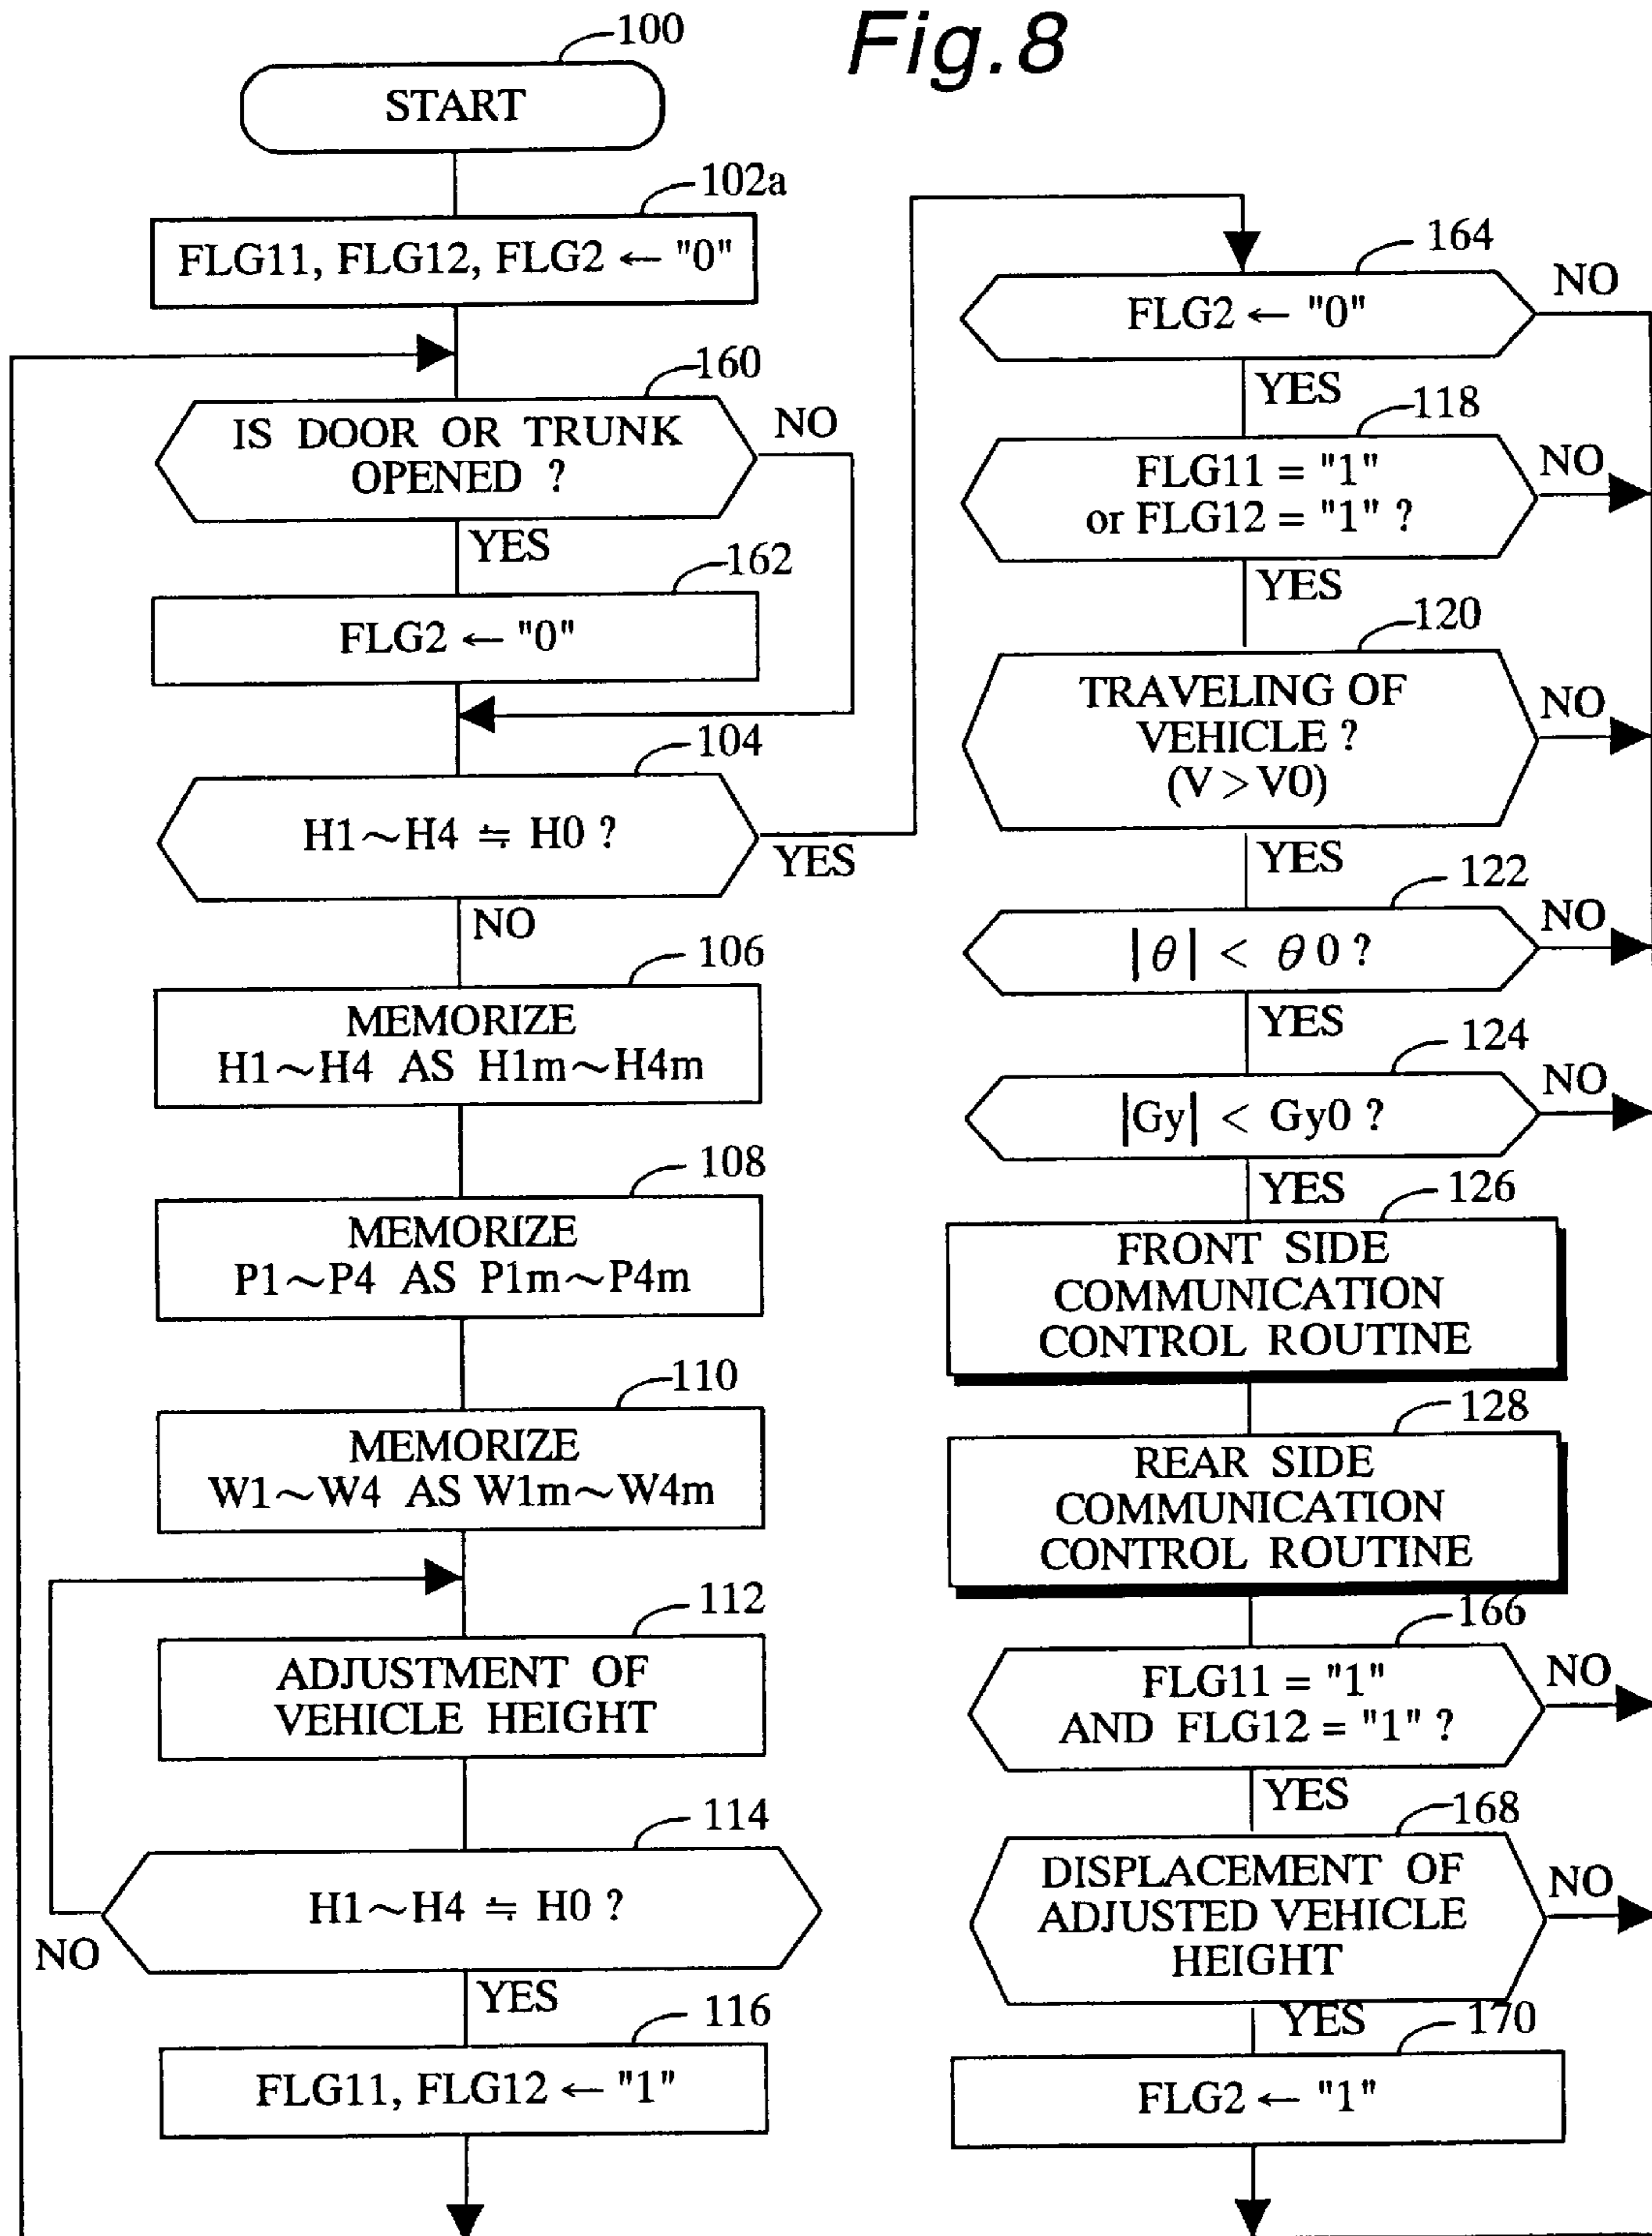 Fig.8
100
START
102a
FLG11, FLG12, FLG2 ← "0"
160
IS DOOR OR TRUNK
OPENED ?
NO
YES
162
FLG2 ← "0"
104
H1~H4 ≒ H0 ?
YES
NO
106
MEMORIZE
H1~H4 AS H1m~H4m
108
MEMORIZE
P1~P4 AS P1m~P4m
110
MEMORIZE
W1~W4 AS W1m~W4m
112
ADJUSTMENT OF
VEHICLE HEIGHT
114
H1~H4 ≒ H0 ?
NO
YES
116
FLG11, FLG12 ← "1"
164
FLG2 ← "0"
NO
YES
118
FLG11 = "1"
or FLG12 = "1" ?
NO
YES
120
TRAVELING OF
VEHICLE ?
(V > V0)
NO
YES
122
|θ| < θ0 ?
NO
YES
124
|Gy| < Gy0 ?
NO
YES
126
FRONT SIDE
COMMUNICATION
CONTROL ROUTINE
128
REAR SIDE
COMMUNICATION
CONTROL ROUTINE
166
FLG11 = "1"
AND FLG12 = "1" ?
NO
YES
168
DISPLACEMENT OF
ADJUSTED VEHICLE
HEIGHT
NO
YES
170
FLG2 ← "1"